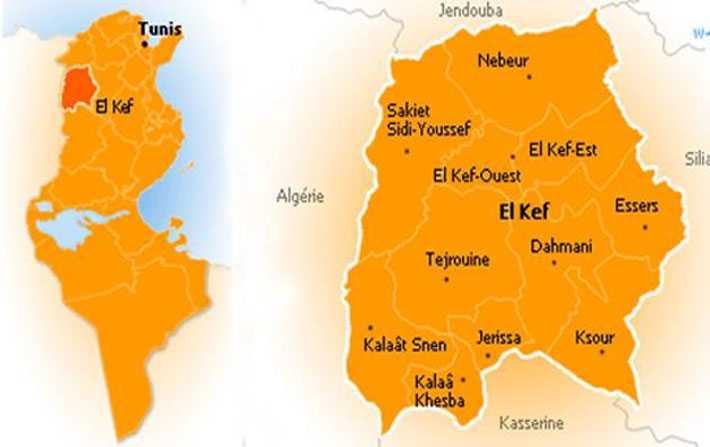 Tunis
El Kef
Jendouba
Nebeur
Sakiet
Sidi-Youssef
El Kef-Est
El Kef-Ouest
Algérie
El Kef
Essers
Dahmani
Tejrouine
Kalaât Snen
Jerissa
Ksour
Kalaâ
Khesba
Kasserine